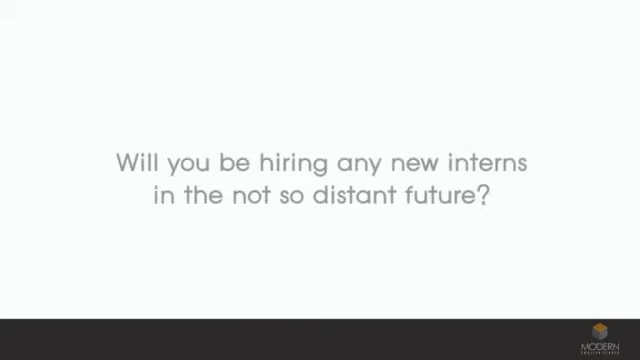 Will you be hiring any new interns
in the not so distant future?
MODERN